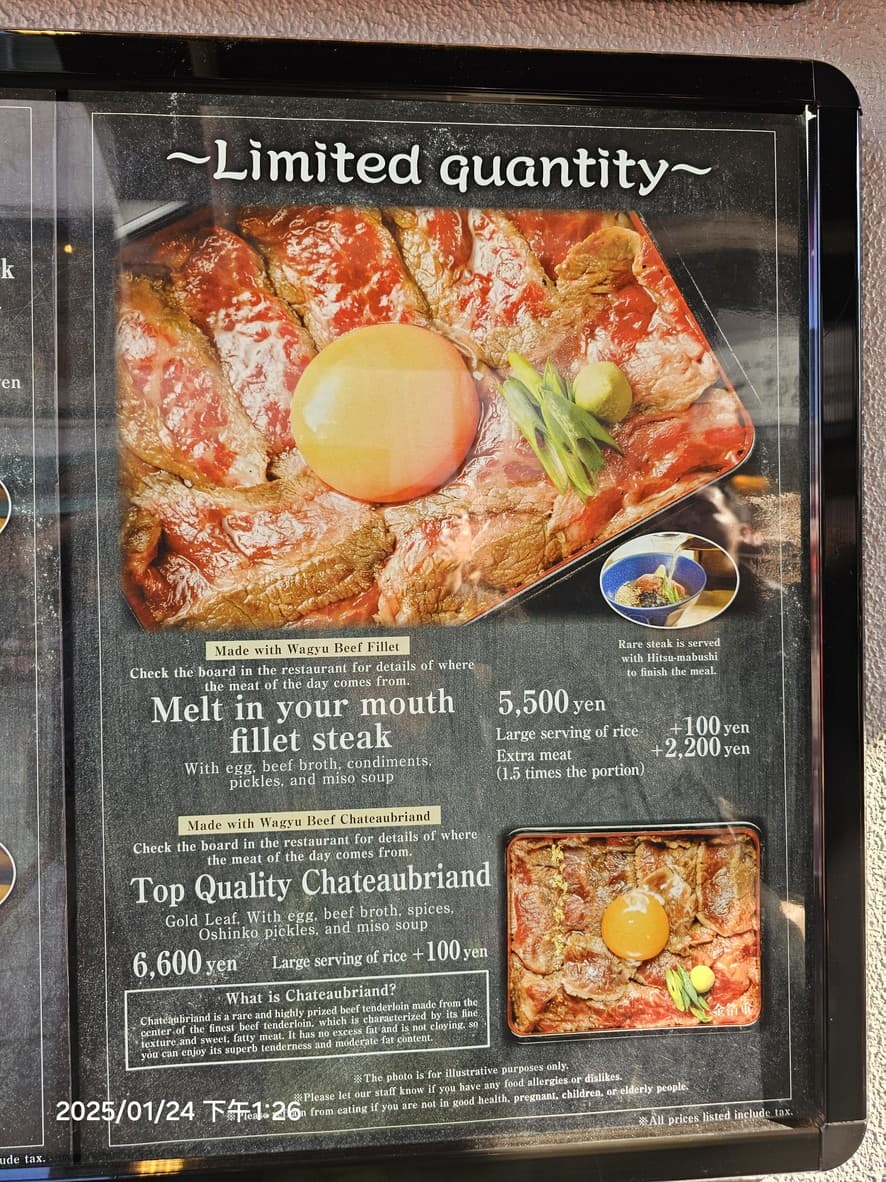 ~Limited quantity~
k
en
Made with Wagyu Beef Fillet
Check the board in the restaurant for details of where
the meat of the day comes from.
Melt in your mouth
fillet steak
With egg, beef broth, condiments,
pickles, and miso soup
Rare steak is served
with Hitsu-mabushi
to finish the meal.
5,500 yen
Large serving of rice +100 yen
Extra meat +2,200 yen
(1.5 times the portion)
Made with Wagyu Beef Chateaubriand
Check the board in the restaurant for details of where
the meat of the day comes from.
Top Quality Chateaubriand
Gold Leaf, With egg, beef broth, spices,
Oshinko pickles, and miso soup
6,600 yen Large serving of rice +100 yen
What is Chateaubriand?
Chateaubriand is a rare and highly prized beef tenderloin made from the
center of the finest beef tenderloin, which is characterized by its fine
texture and sweet, fatty meat. It has no excess fat and is not cloying, so
you can enjoy its superb tenderness and moderate fat content.
※The photo is for illustrative purposes only.
※Please let our staff know if you have any food allergies or dislikes.
from eating if you are not in good health, pregnant, children, or elderly people.
※All prices listed include tax.
2025/01/24 下午1:26
ude tax.